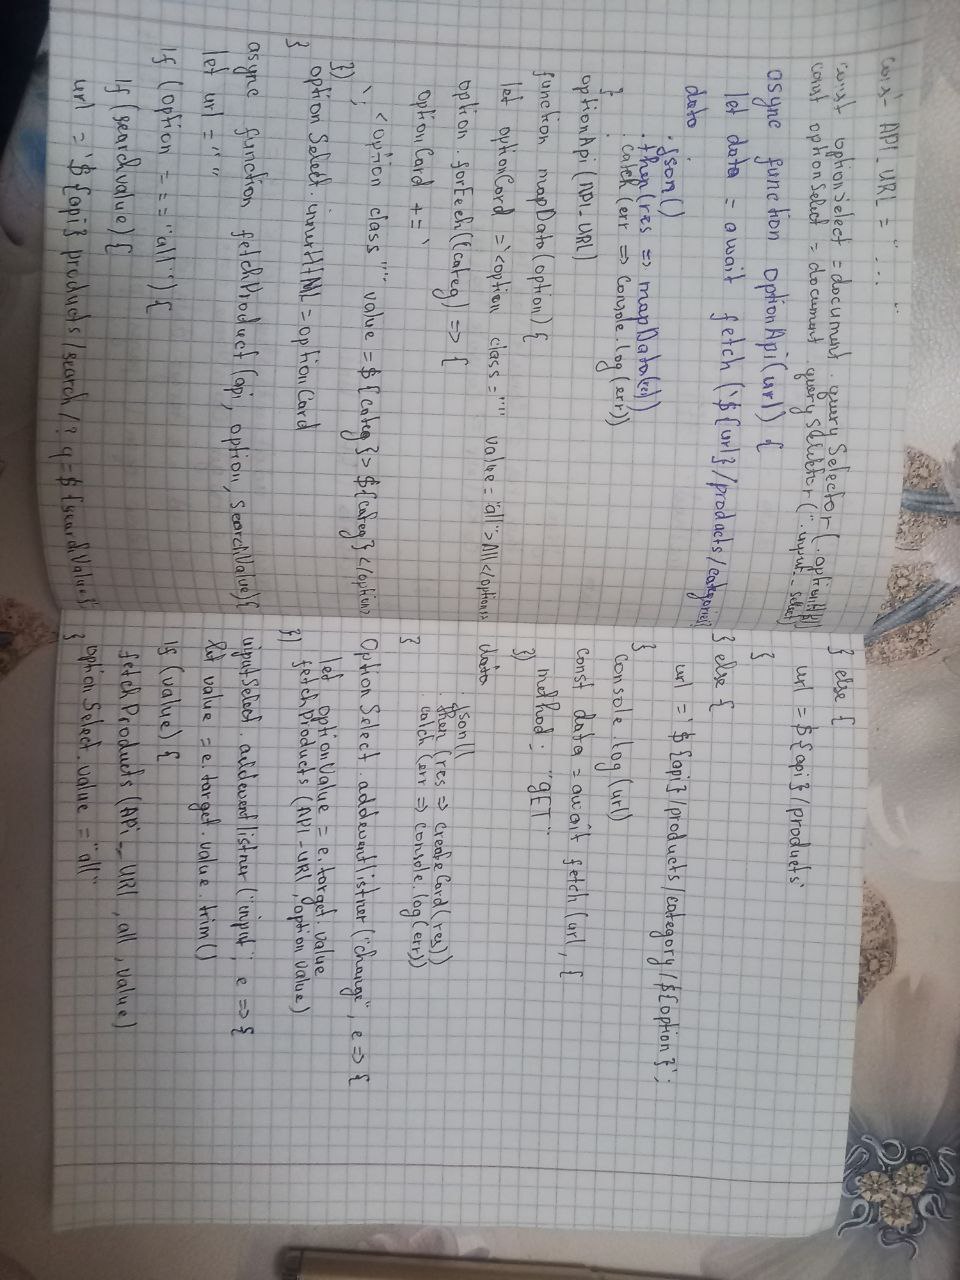 const API_URL = "...."
const optionSelect = document.querySelector(".option
const optionSelect = document.querySelector(".input-select
async function optionApi(url) {
let data = await fetch(`${url}/products/categorie
data
.json()
.then(res => mapData(res))
.catch(err => console.log(err))
}
optionApi(API_URL)
function mapData(option) {
let optionCard = `<option class="" value="all">All</option>
option.forEach((categ) => {
optionCard += `
<option class"" value=${categ}>${categ}</option>
`;
})
optionSelect.innerHTML = optionCard
}
async function fetchProduct(api, option, searchValue) {
let url = ""
If (option === "all") {
If (searchvalue) {
url = `${api} products/search/?q=${searchValue}`
} else {
url = ${api}/products`
}
} else {
url = `${api}/products/category/${option}`;
}
console.log(url)
const data = await fetch(url, {
method: "GET"
})
data
.json()
.then(res => createCard(res))
.catch(err => console.log(err))
}
OptionSelect.addeventlistner("change", e => {
let optionValue = e.target.value
fetchProducts(API_URL, option value)
})
inputSelect.addeventlistner("input", e => {
let value = e.target.value.trim()
If (value) {
fetchProducts(API_URL, all, value)
optionSelect.value = "all"
}